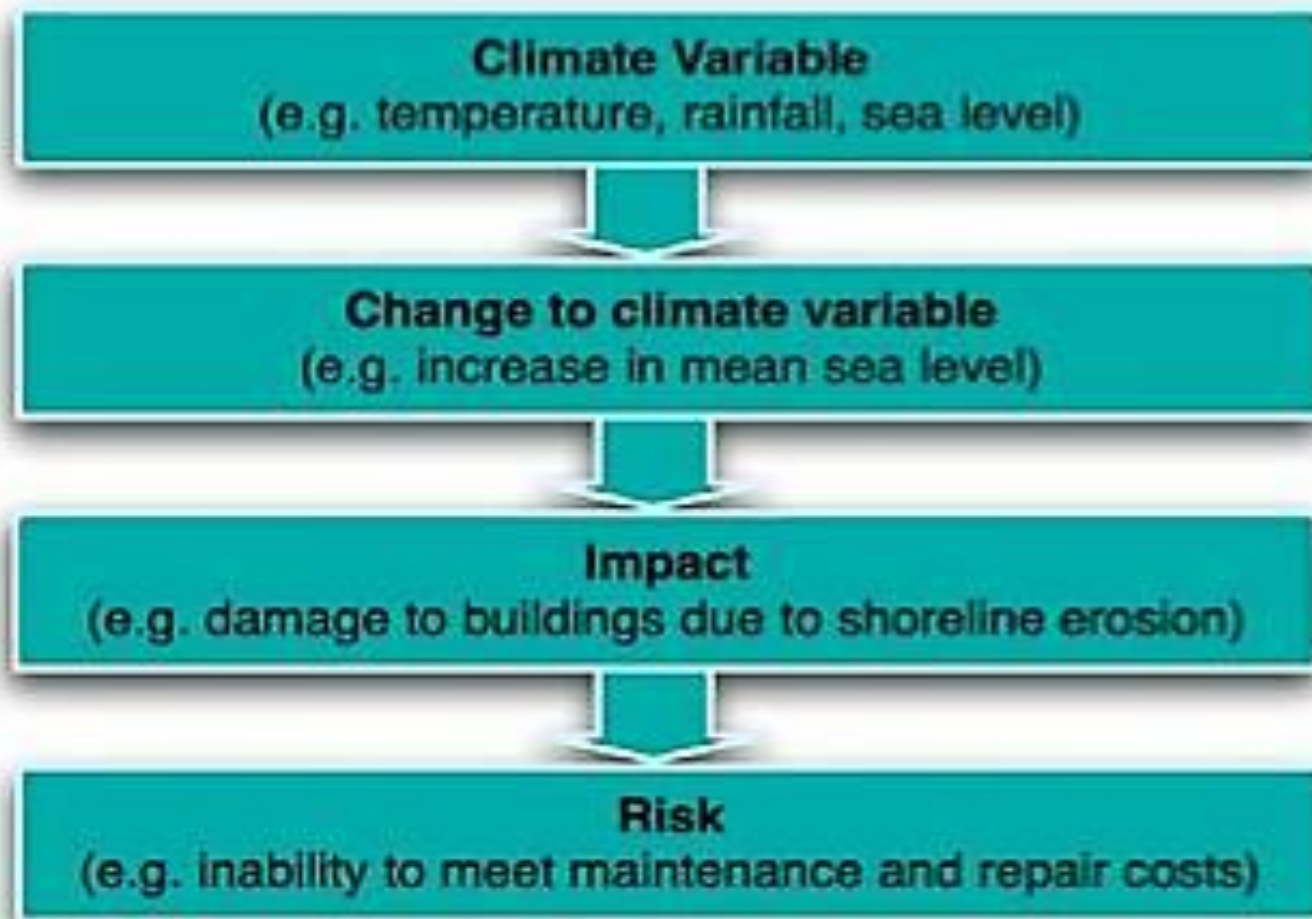 Climate Variable
(e.g. temperature, rainfall, sea level)
Change to climate variable
(e.g. increase in mean sea level)
Impact
(e.g. damage to buildings due to shoreline erosion)
Risk
(e.g. inability to meet maintenance and repair costs)